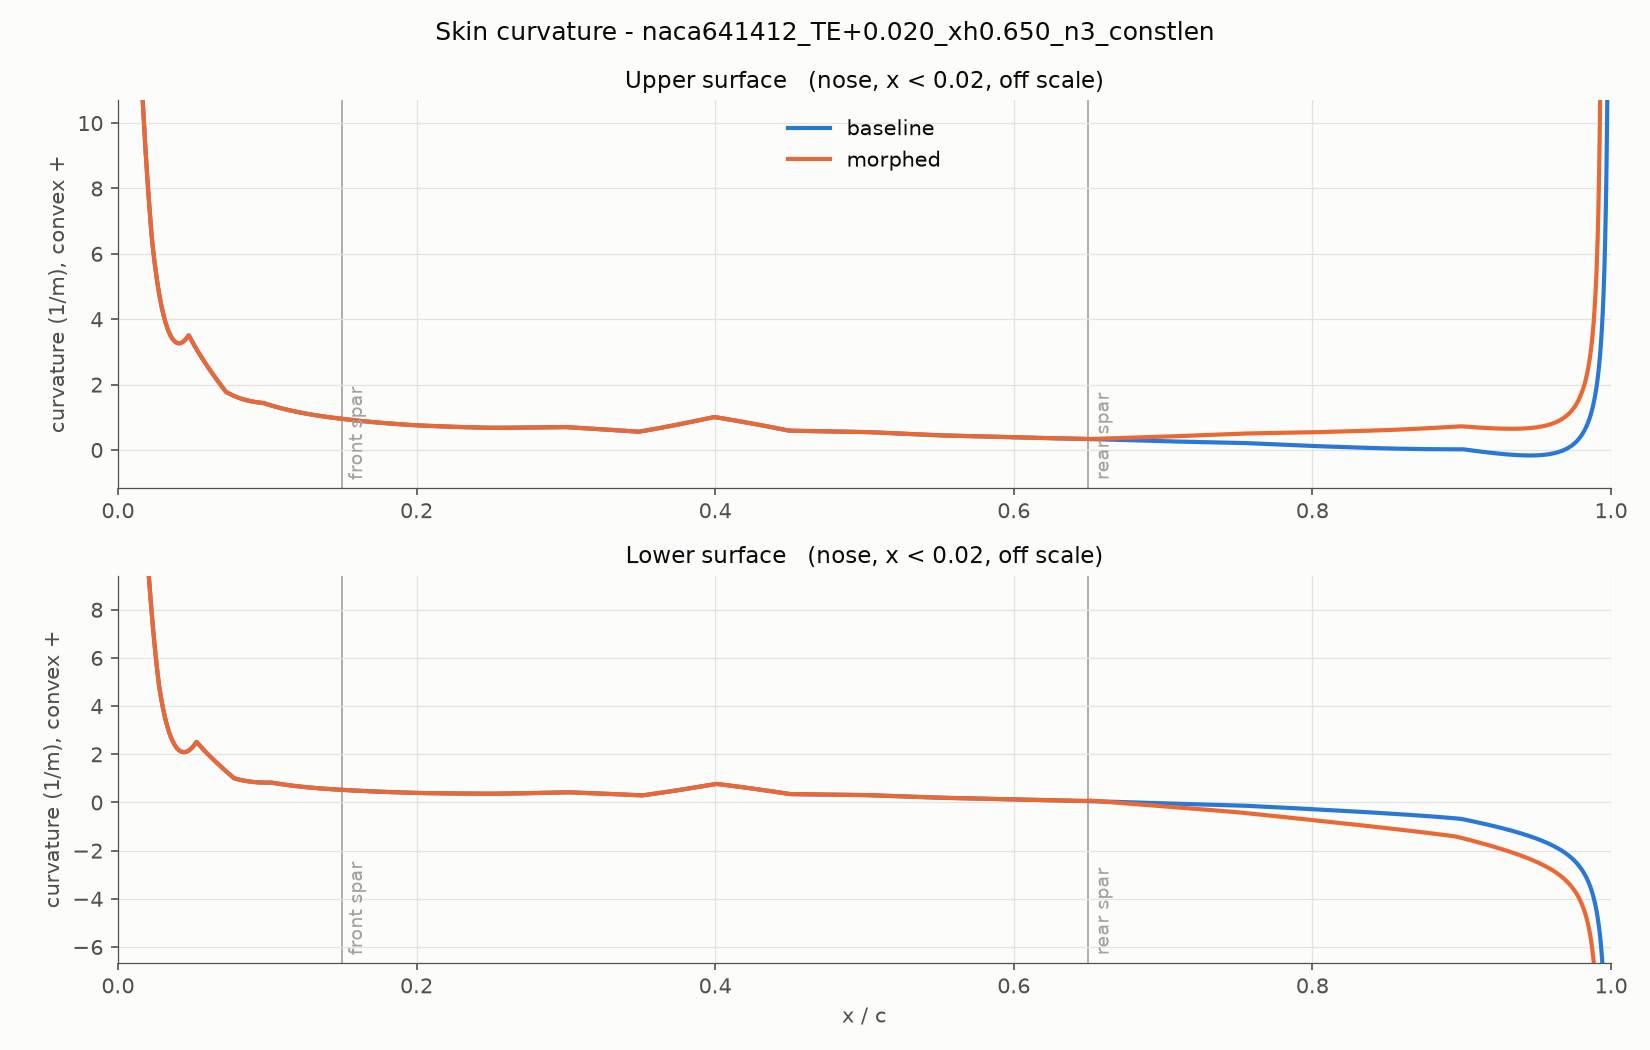 Skin curvature - naca641412_TE+0.020_xh0.650_n3_constlen
Upper surface   (nose, x < 0.02, off scale)
curvature (1/m), convex +
10
8
6
4
2
0
baseline
morphed
front spar
rear spar
0.0
0.2
0.4
0.6
0.8
1.0
Lower surface   (nose, x < 0.02, off scale)
curvature (1/m), convex +
8
6
4
2
0
−2
−4
−6
front spar
rear spar
0.0
0.2
0.4
0.6
0.8
1.0
x / c